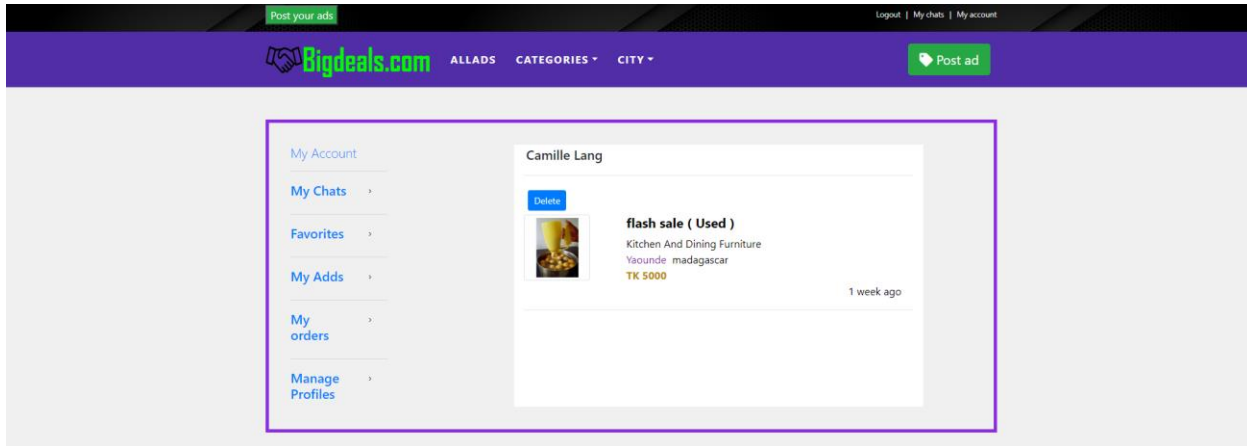 Post your ads
Logout | My chats | My account
Bigdeals.com
ALLADS CATEGORIES CITY
Post ad
My Account
My Chats
Favorites
My Adds
My
orders
Manage
Profiles
Camille Lang
Delete
flash sale ( Used )
Kitchen And Dining Furniture
Yaounde madagascar
TK 5000
1 week ago